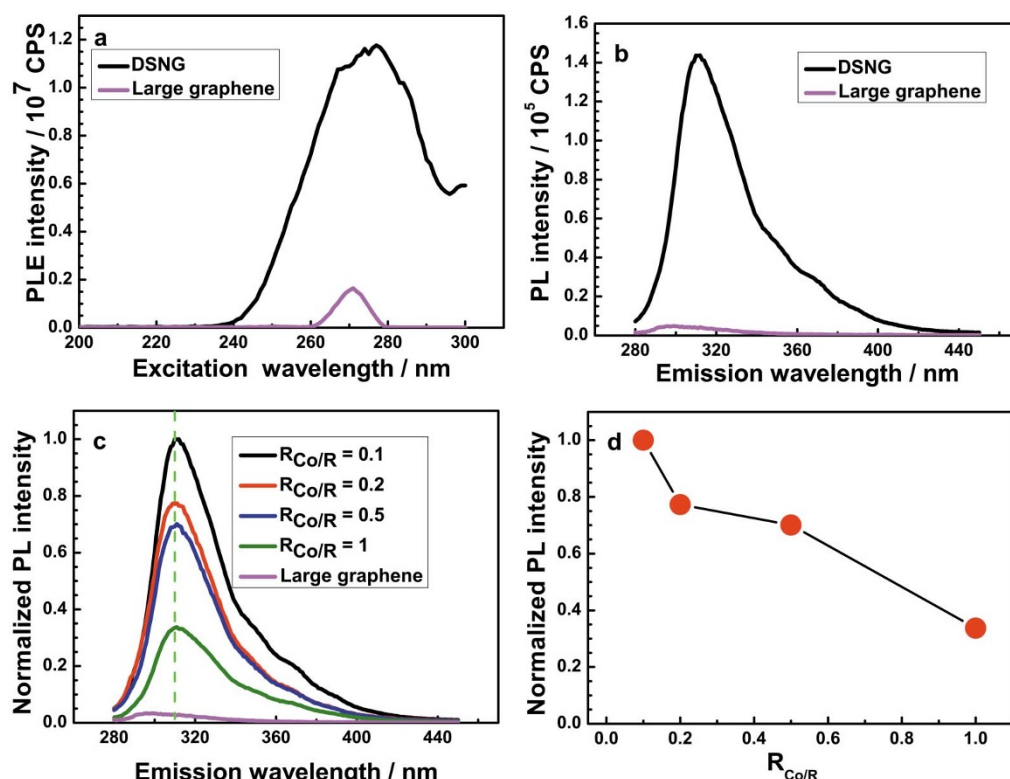 a
DSNG
Large graphene
PLE intensity / 10⁷ CPS
1.2
1.0
0.8
0.6
0.4
0.2
0.0
200 220 240 260 280 300
Excitation wavelength / nm
b
DSNG
Large graphene
PL intensity / 10⁵ CPS
1.6
1.4
1.2
1.0
0.8
0.6
0.4
0.2
0.0
280 320 360 400 440
Emission wavelength / nm
c
R_Co/R = 0.1
R_Co/R = 0.2
R_Co/R = 0.5
R_Co/R = 1
Large graphene
Normalized PL intensity
1.0
0.8
0.6
0.4
0.2
0.0
280 320 360 400 440
Emission wavelength / nm
d
Normalized PL intensity
1.0
0.8
0.6
0.4
0.2
0.0
0.0 0.2 0.4 0.6 0.8 1.0
R_Co/R